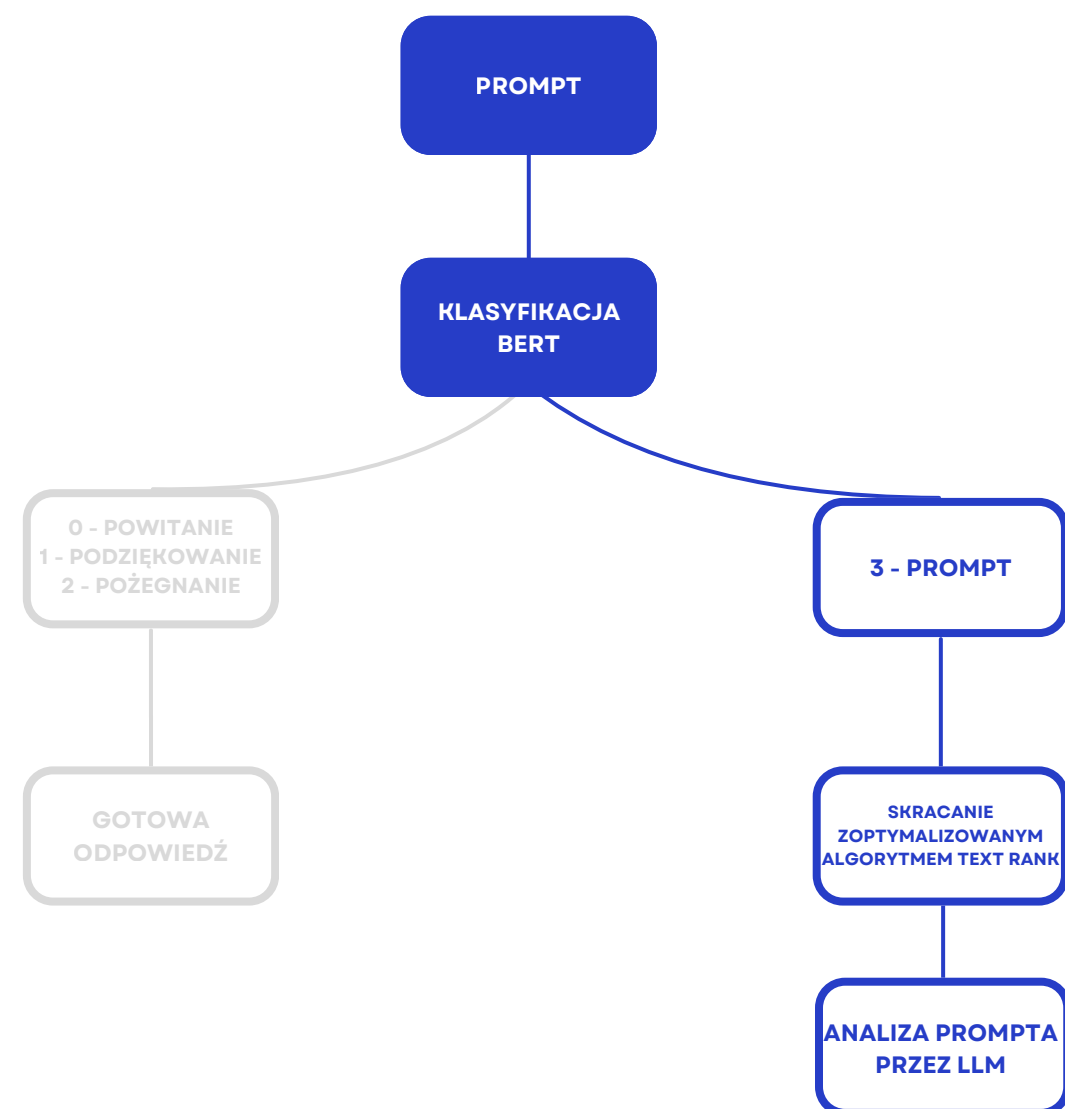 PROMPT
KLASYFIKACJA
BERT
0 - POWITANIE
1 - PODZIĘKOWANIE
2 - POŻEGNANIE
3 - PROMPT
GOTOWA
ODPOWIEDŹ
SKRACANIE
ZOPTYMALIZOWANYM
ALGORYTMEM TEXT RANK
ANALIZA PROMPTA
PRZEZ LLM